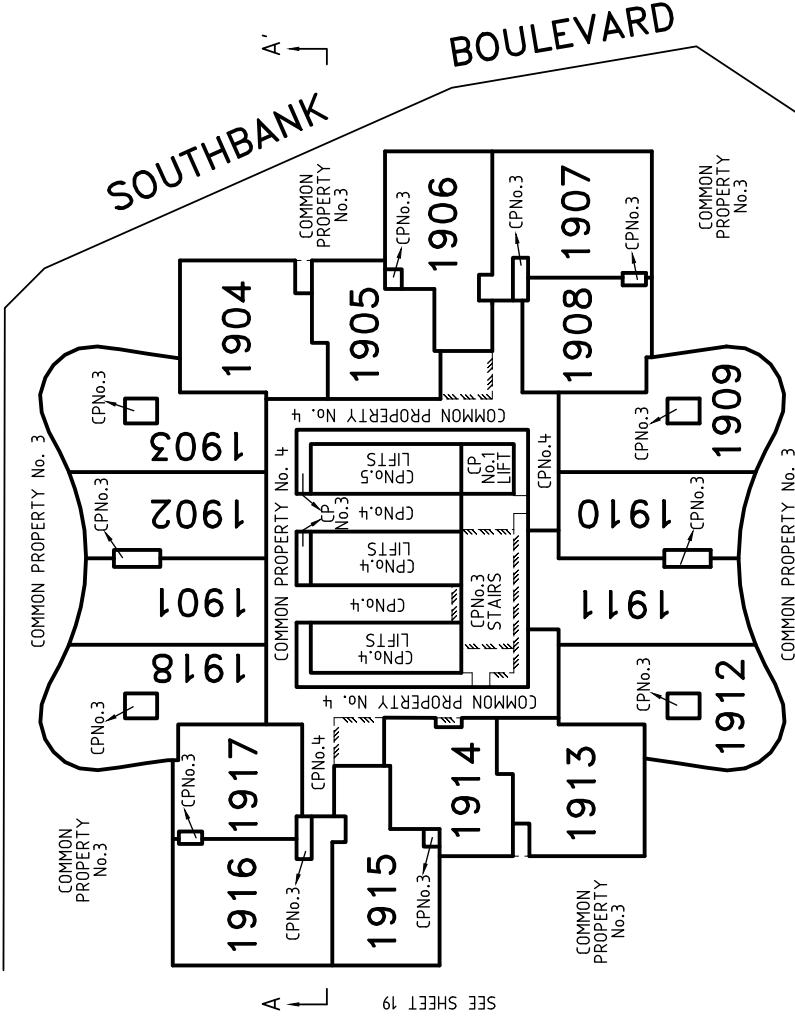 A'
BOULEVARD
SOUTHBANK
COMMON
PROPERTY
No.3
COMMON
PROPERTY
No.3
1906
CPNo.3
1907
CPNo.3
CPNo.3
1904
1905
1908
CPNo.3
1903
COMMON PROPERTY No. 4
1909
CPNo.3
COMMON PROPERTY No. 3
CPNo.3
1902
COMMON PROPERTY No. 4
CPNo.5
LIFTS
CP
No.1
LIFT
CPNo.4
1910
CPNo.3
COMMON PROPERTY No. 3
CP
No.3
CPNo.4
1901
CPNo.4
LIFTS
CPNo.3
STAIRS
1911
CPNo.4
1918
CPNo.3
CPNo.4
LIFTS
COMMON PROPERTY No. 4
1912
CPNo.3
1917
CPNo.3
CPNo.4
1914
1913
COMMON
PROPERTY
No.3
1916
CPNo.3
1915
CPNo.3
COMMON
PROPERTY
No.3
A
SEE SHEET 19